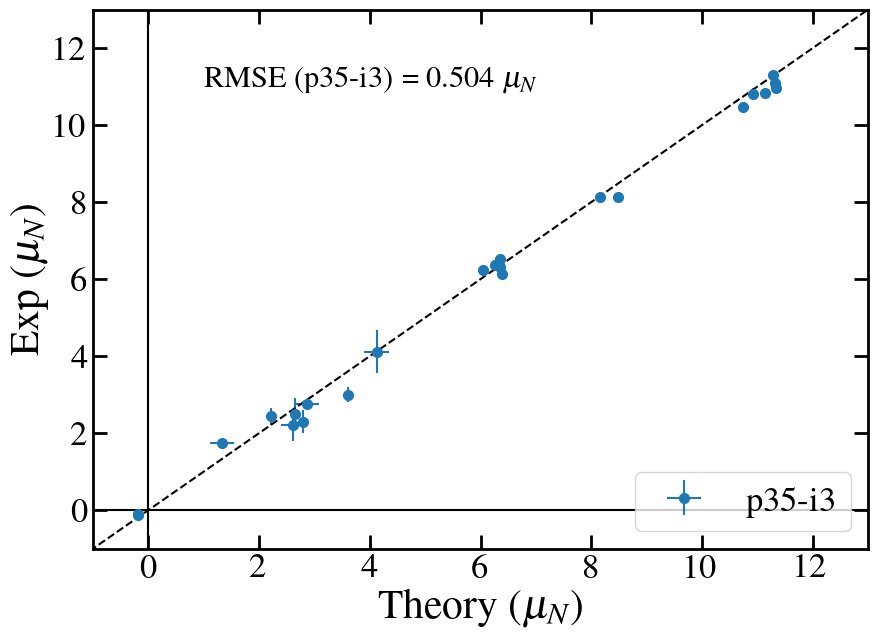 RMSE (p35-i3) = 0.504 μN
Exp (μN)
12
10
8
6
4
2
0
p35-i3
0 2 4 6 8 10 12
Theory (μN)